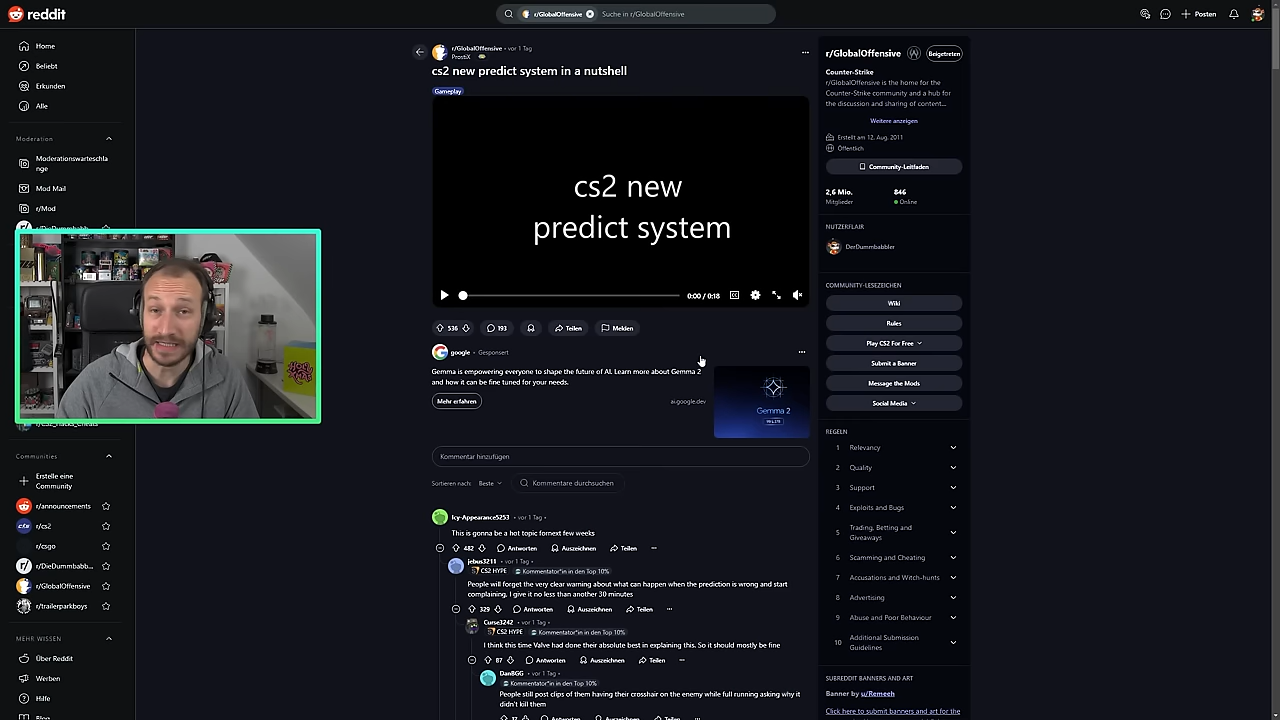 reddit
r/GlobalOffensive
Suche in r/GlobalOffensive
Posten
Home
Beliebt
Erkunden
Alle
Moderation
Moderationswarteschla
nge
Mod Mail
r/Mod
Communities
Erstelle eine
Community
r/announcements
r/cs2
r/csgo
r/DieDummbabb...
r/GlobalOffensive
r/trailerparkboys
MEHR WISSEN
Über Reddit
Werben
Hilfe
Blog
r/GlobalOffensive • vor 1 Tag
ProstiX
cs2 new predict system in a nutshell
Gameplay
cs2 new
predict system
0:00 / 0:18
536
193
Teilen
Melden
google • Gesponsert
Gemma is empowering everyone to shape the future of AI. Learn more about Gemma 2
and how it can be fine tuned for your needs.
Mehr erfahren
ai.google.dev
Gemma 2
Kommentar hinzufügen
Sortieren nach: Beste
Kommentare durchsuchen
Icy-Appearance5253 • vor 1 Tag •
This is gonna be a hot topic fornext few weeks
482 Antworten Auszeichnen Teilen ...
jebus3211 • vor 1 Tag •
CS2 HYPE Kommentator*in in den Top 10%
People will forget the very clear warning about what can happen when the prediction is wrong and start
complaining, I give it no less than another 30 minutes
329 Antworten Auszeichnen Teilen ...
Curse3242 • vor 1 Tag •
CS2 HYPE Kommentator*in in den Top 10%
I think this time Valve had done their absolute best in explaining this. So it should mostly be fine
87 Antworten Auszeichnen Teilen ...
DanBGG • vor 1 Tag •
Kommentator*in in den Top 10%
People still post clips of them having their crosshair on the enemy while full running asking why it
didn't kill them
r/GlobalOffensive
Beigetreten
Counter-Strike
r/GlobalOffensive is the home for the
Counter-Strike community and a hub for
the discussion and sharing of content...
Weitere anzeigen
Erstellt am 12. Aug. 2011
Öffentlich
Community-Leitfaden
2,6 Mio.
Mitglieder
846
Online
NUTZERFLAIR
DerDummbabbler
COMMUNITY-LESEZEICHEN
Wiki
Rules
Play CS2 For Free
Submit a Banner
Message the Mods
Social Media
REGELN
1 Relevancy
2 Quality
3 Support
4 Exploits and Bugs
5 Trading, Betting and
Giveaways
6 Scamming and Cheating
7 Accusations and Witch-hunts
8 Advertising
9 Abuse and Poor Behaviour
10 Additional Submission
Guidelines
SUBREDDIT BANNERS AND ART
Banner by u/Remeeh
Click here to submit banners and art for the